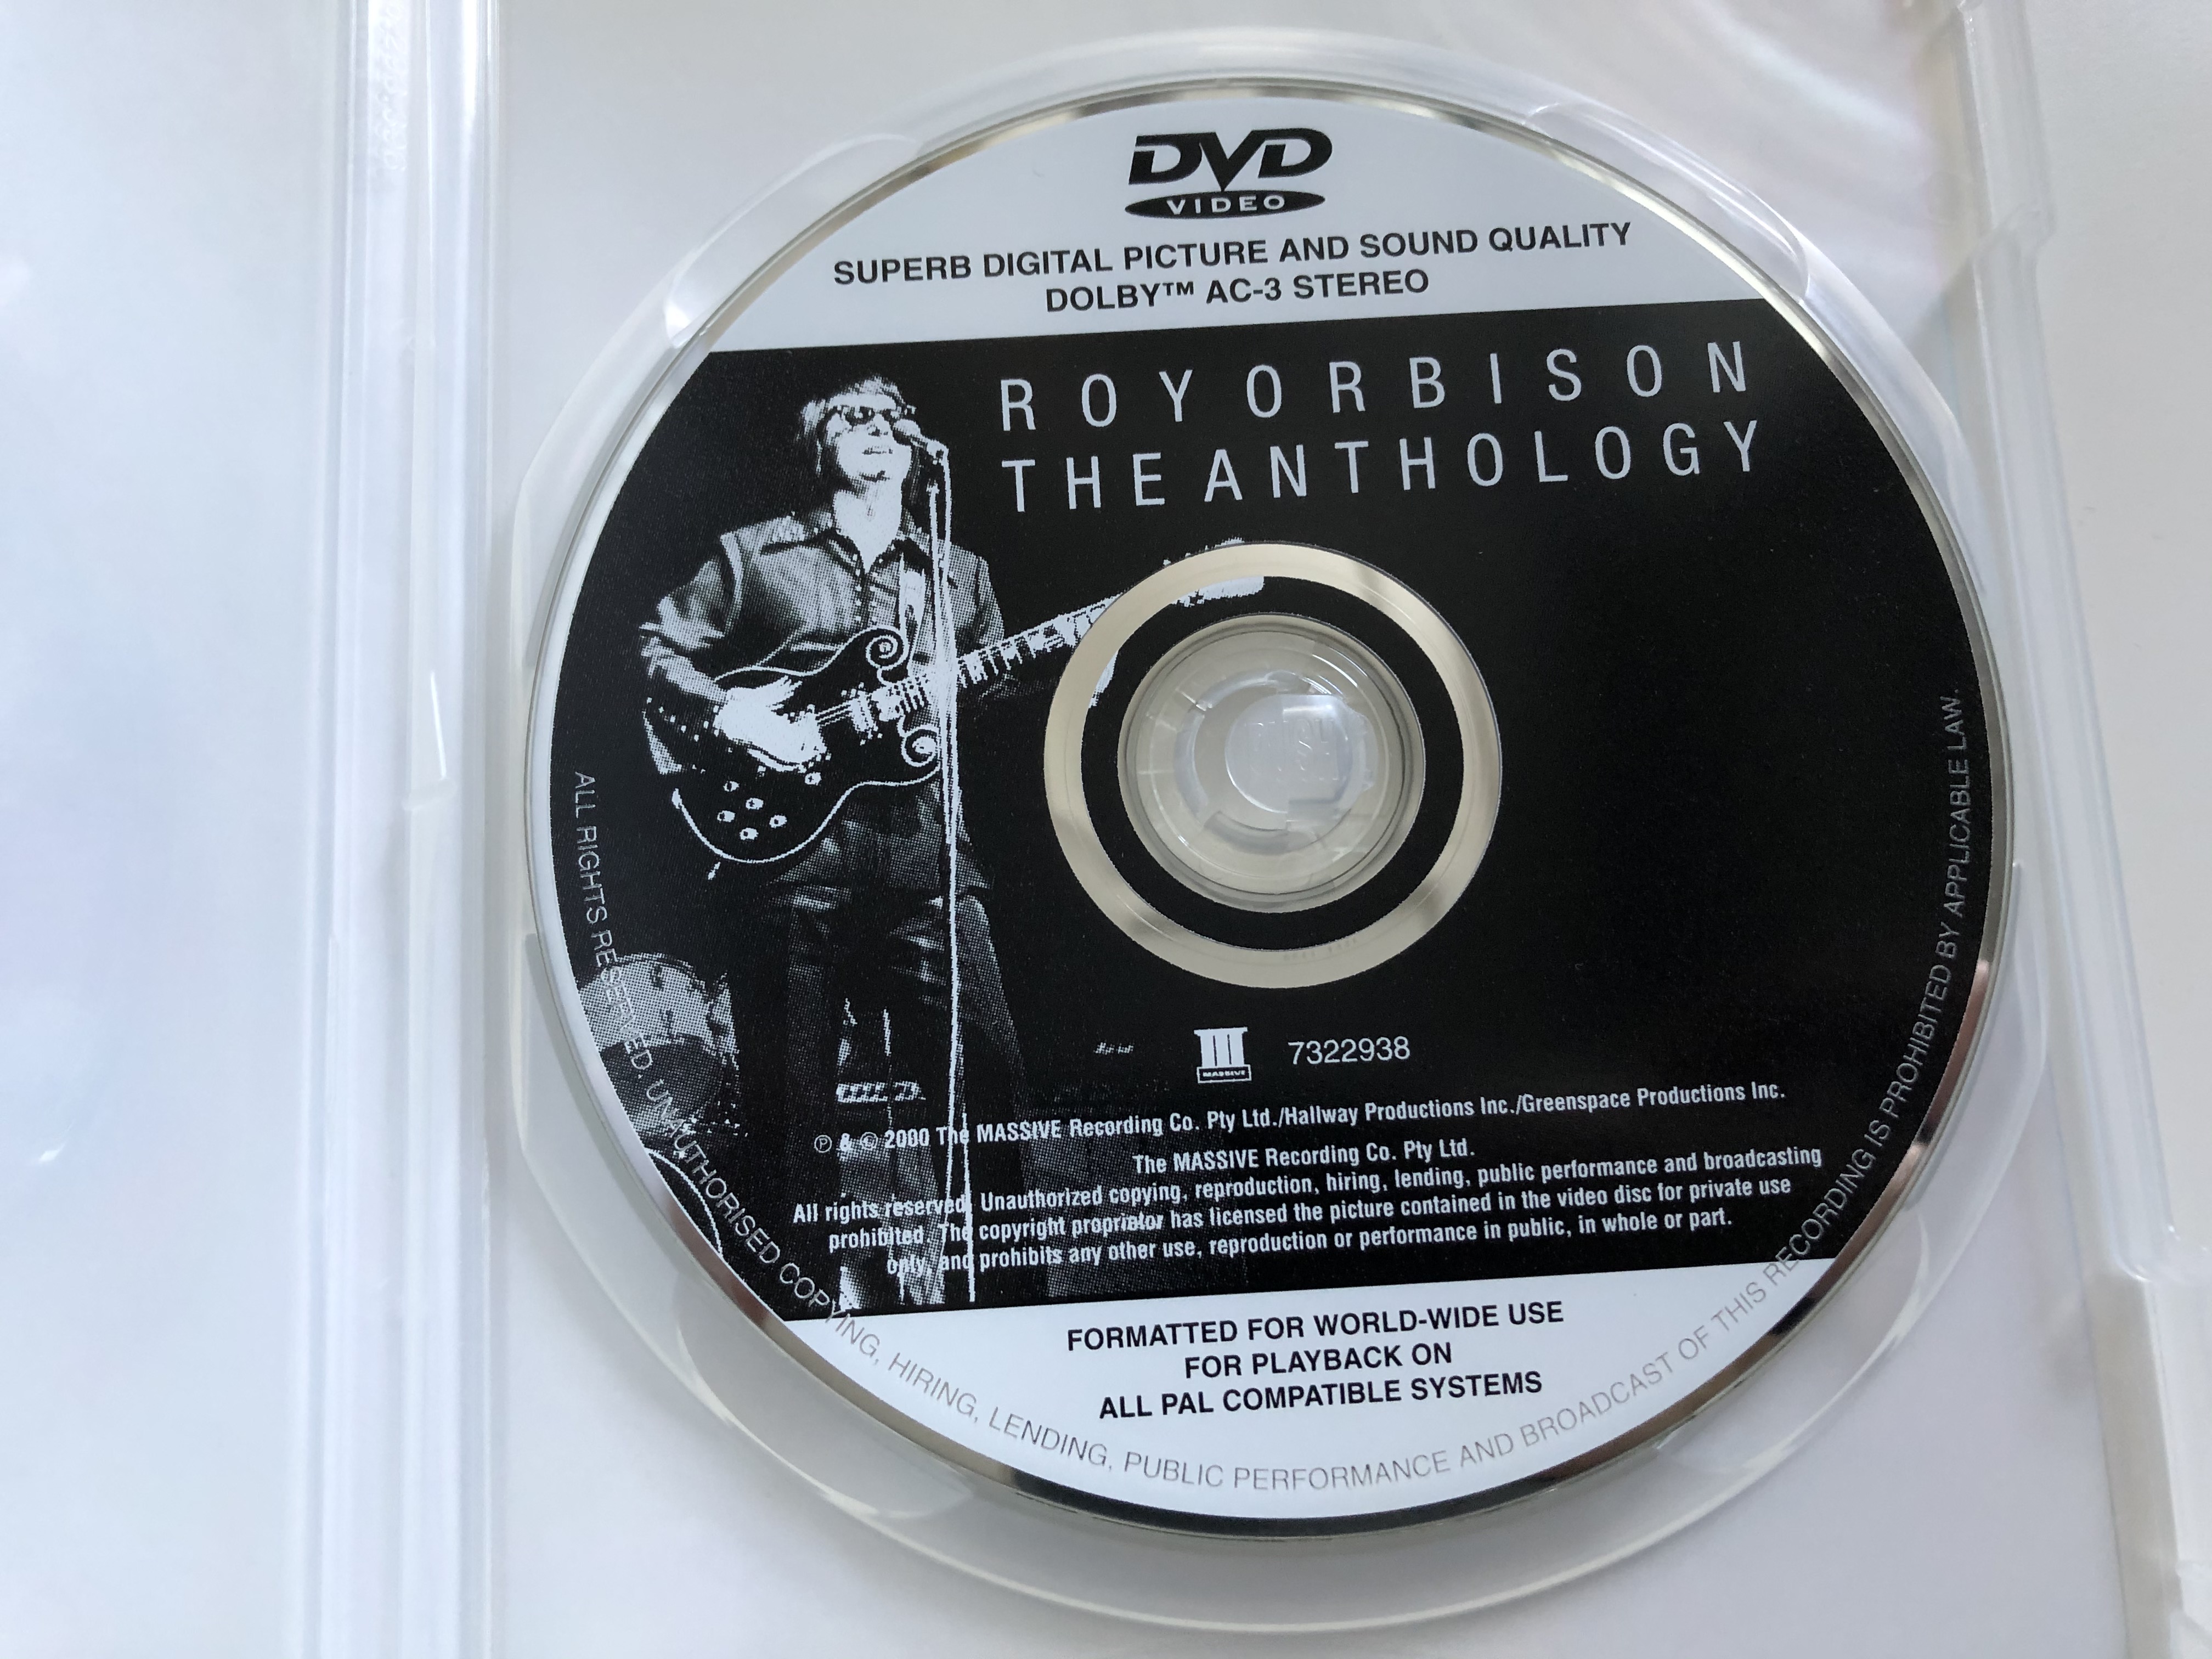 DVD
VIDEO
SUPERB DIGITAL PICTURE AND SOUND QUALITY
DOLBY™ AC-3 STEREO
ROY ORBISON
THE ANTHOLOGY
MASSIVE
7322938
℗ & © 2000 The MASSIVE Recording Co. Pty Ltd./Hallway Productions Inc./Greenspace Productions Inc.
The MASSIVE Recording Co. Pty Ltd.
All rights reserved. Unauthorized copying, reproduction, hiring, lending, public performance and broadcasting
prohibited. The copyright proprietor has licensed the picture contained in the video disc for private use
only, and prohibits any other use, reproduction or performance in public, in whole or part.
FORMATTED FOR WORLD-WIDE USE
FOR PLAYBACK ON
ALL PAL COMPATIBLE SYSTEMS
ALL RIGHTS RESERVED. UNAUTHORISED COPYING, HIRING, LENDING, PUBLIC PERFORMANCE AND BROADCAST OF THIS RECORDING IS PROHIBITED BY APPLICABLE LAW.